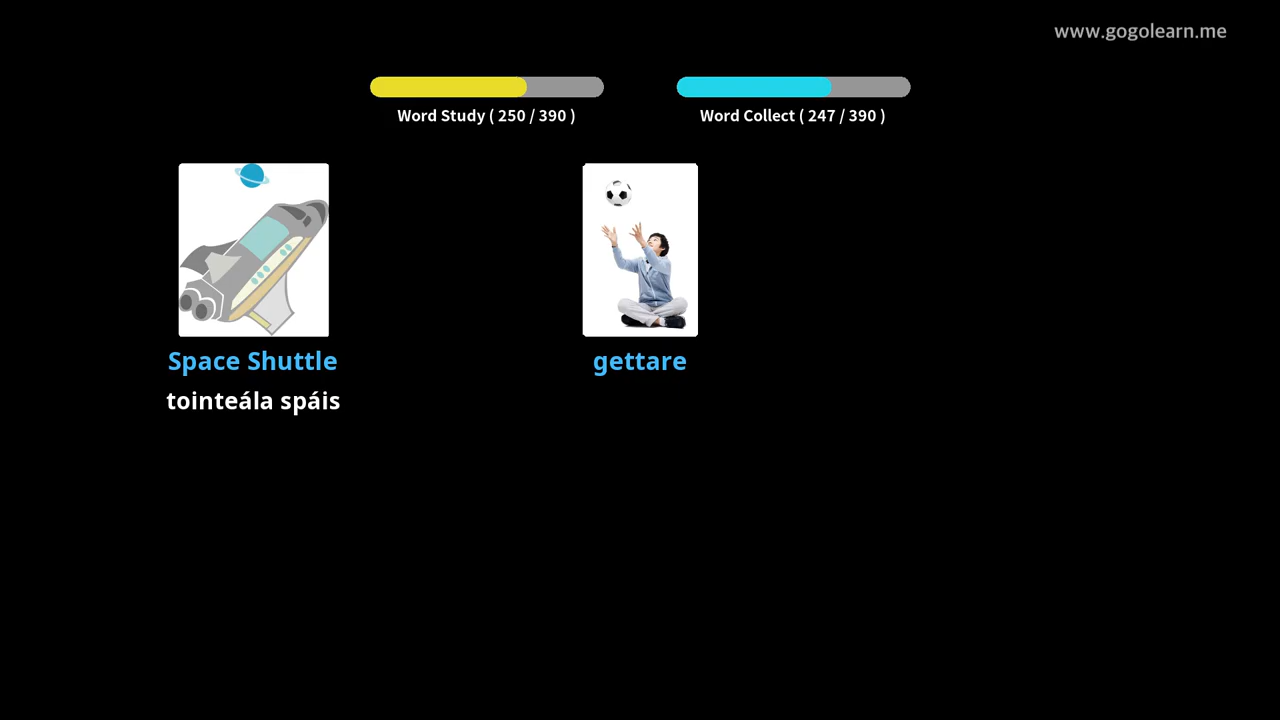 www.gogolearn.me
Word Study ( 250 / 390 )
Word Collect ( 247 / 390 )
Space Shuttle
tointeála spáis
gettare